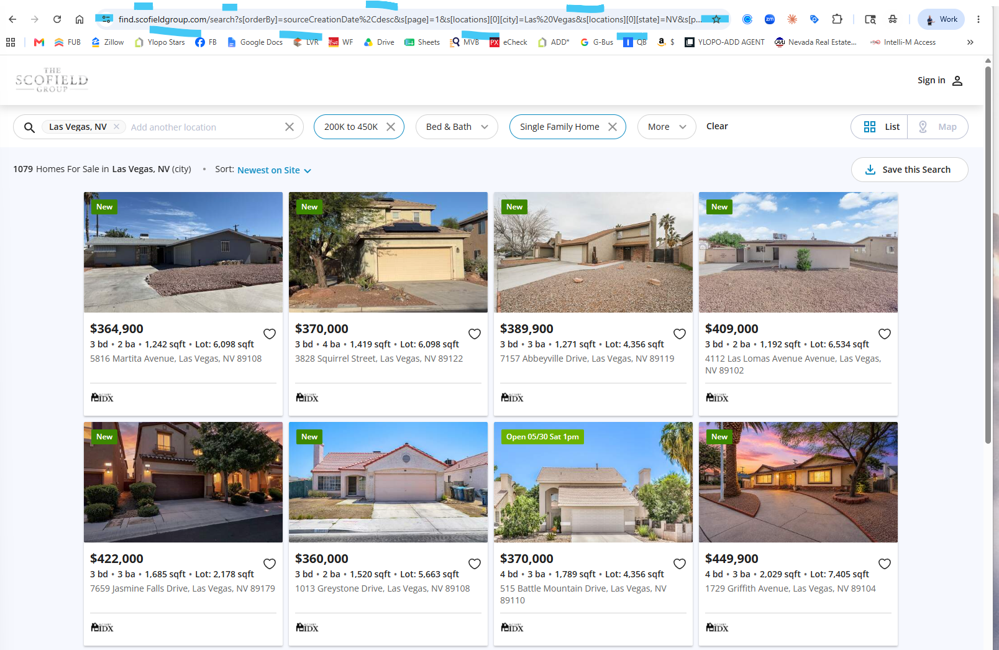 find.scofieldgroup.com/search?s[orderBy]=sourceCreationDate%2Cdesc&s[page]=1&s[locations][0][city]=Las%20Vegas&s[locations][0][state]=NV&s[p...
Work
FUB
Zillow
Ylopo Stars
FB
Google Docs
LVR
WF
Drive
Sheets
MVB
PX
eCheck
ADD*
G-Bus
QB
$
YLOPO-ADD AGENT
Nevada Real Estate...
Intelli-M Access
THE
SCOFIELD
GROUP
Sign in
Las Vegas, NV
Add another location
200K to 450K
Bed & Bath
Single Family Home
More
Clear
List
Map
1079 Homes For Sale in Las Vegas, NV (city) • Sort: Newest on Site
Save this Search
New
$364,900
3 bd • 2 ba • 1,242 sqft • Lot: 6,098 sqft
5816 Martita Avenue, Las Vegas, NV 89108
IDX
New
$370,000
3 bd • 4 ba • 1,419 sqft • Lot: 6,098 sqft
3828 Squirrel Street, Las Vegas, NV 89122
IDX
New
$389,900
3 bd • 3 ba • 1,271 sqft • Lot: 4,356 sqft
7157 Abbeyville Drive, Las Vegas, NV 89119
IDX
New
$409,000
3 bd • 2 ba • 1,192 sqft • Lot: 6,534 sqft
4112 Las Lomas Avenue Avenue, Las Vegas,
NV 89102
IDX
New
$422,000
3 bd • 3 ba • 1,685 sqft • Lot: 2,178 sqft
7659 Jasmine Falls Drive, Las Vegas, NV 89179
IDX
New
$360,000
3 bd • 2 ba • 1,520 sqft • Lot: 5,663 sqft
1013 Greystone Drive, Las Vegas, NV 89108
IDX
Open 05/30 Sat 1pm
$370,000
4 bd • 3 ba • 1,789 sqft • Lot: 4,356 sqft
515 Battle Mountain Drive, Las Vegas, NV
89110
IDX
New
$449,900
4 bd • 3 ba • 2,029 sqft • Lot: 7,405 sqft
1729 Griffith Avenue, Las Vegas, NV 89104
IDX